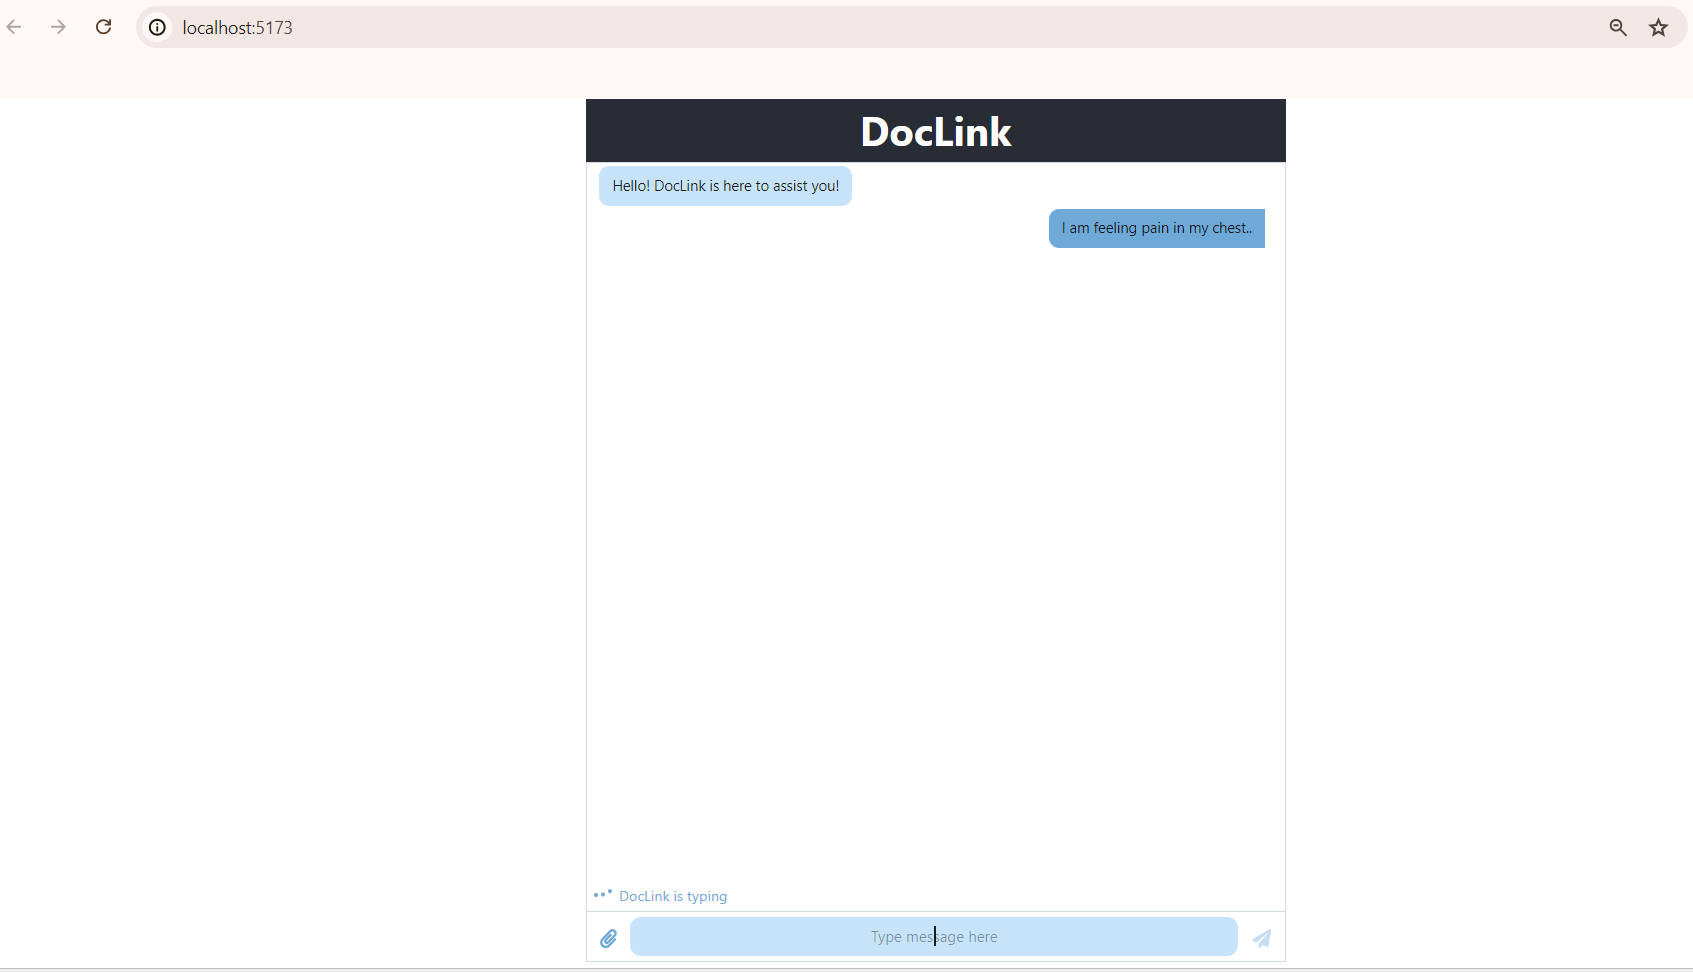 localhost:5173
DocLink
Hello! DocLink is here to assist you!
I am feeling pain in my chest..
DocLink is typing
Type message here